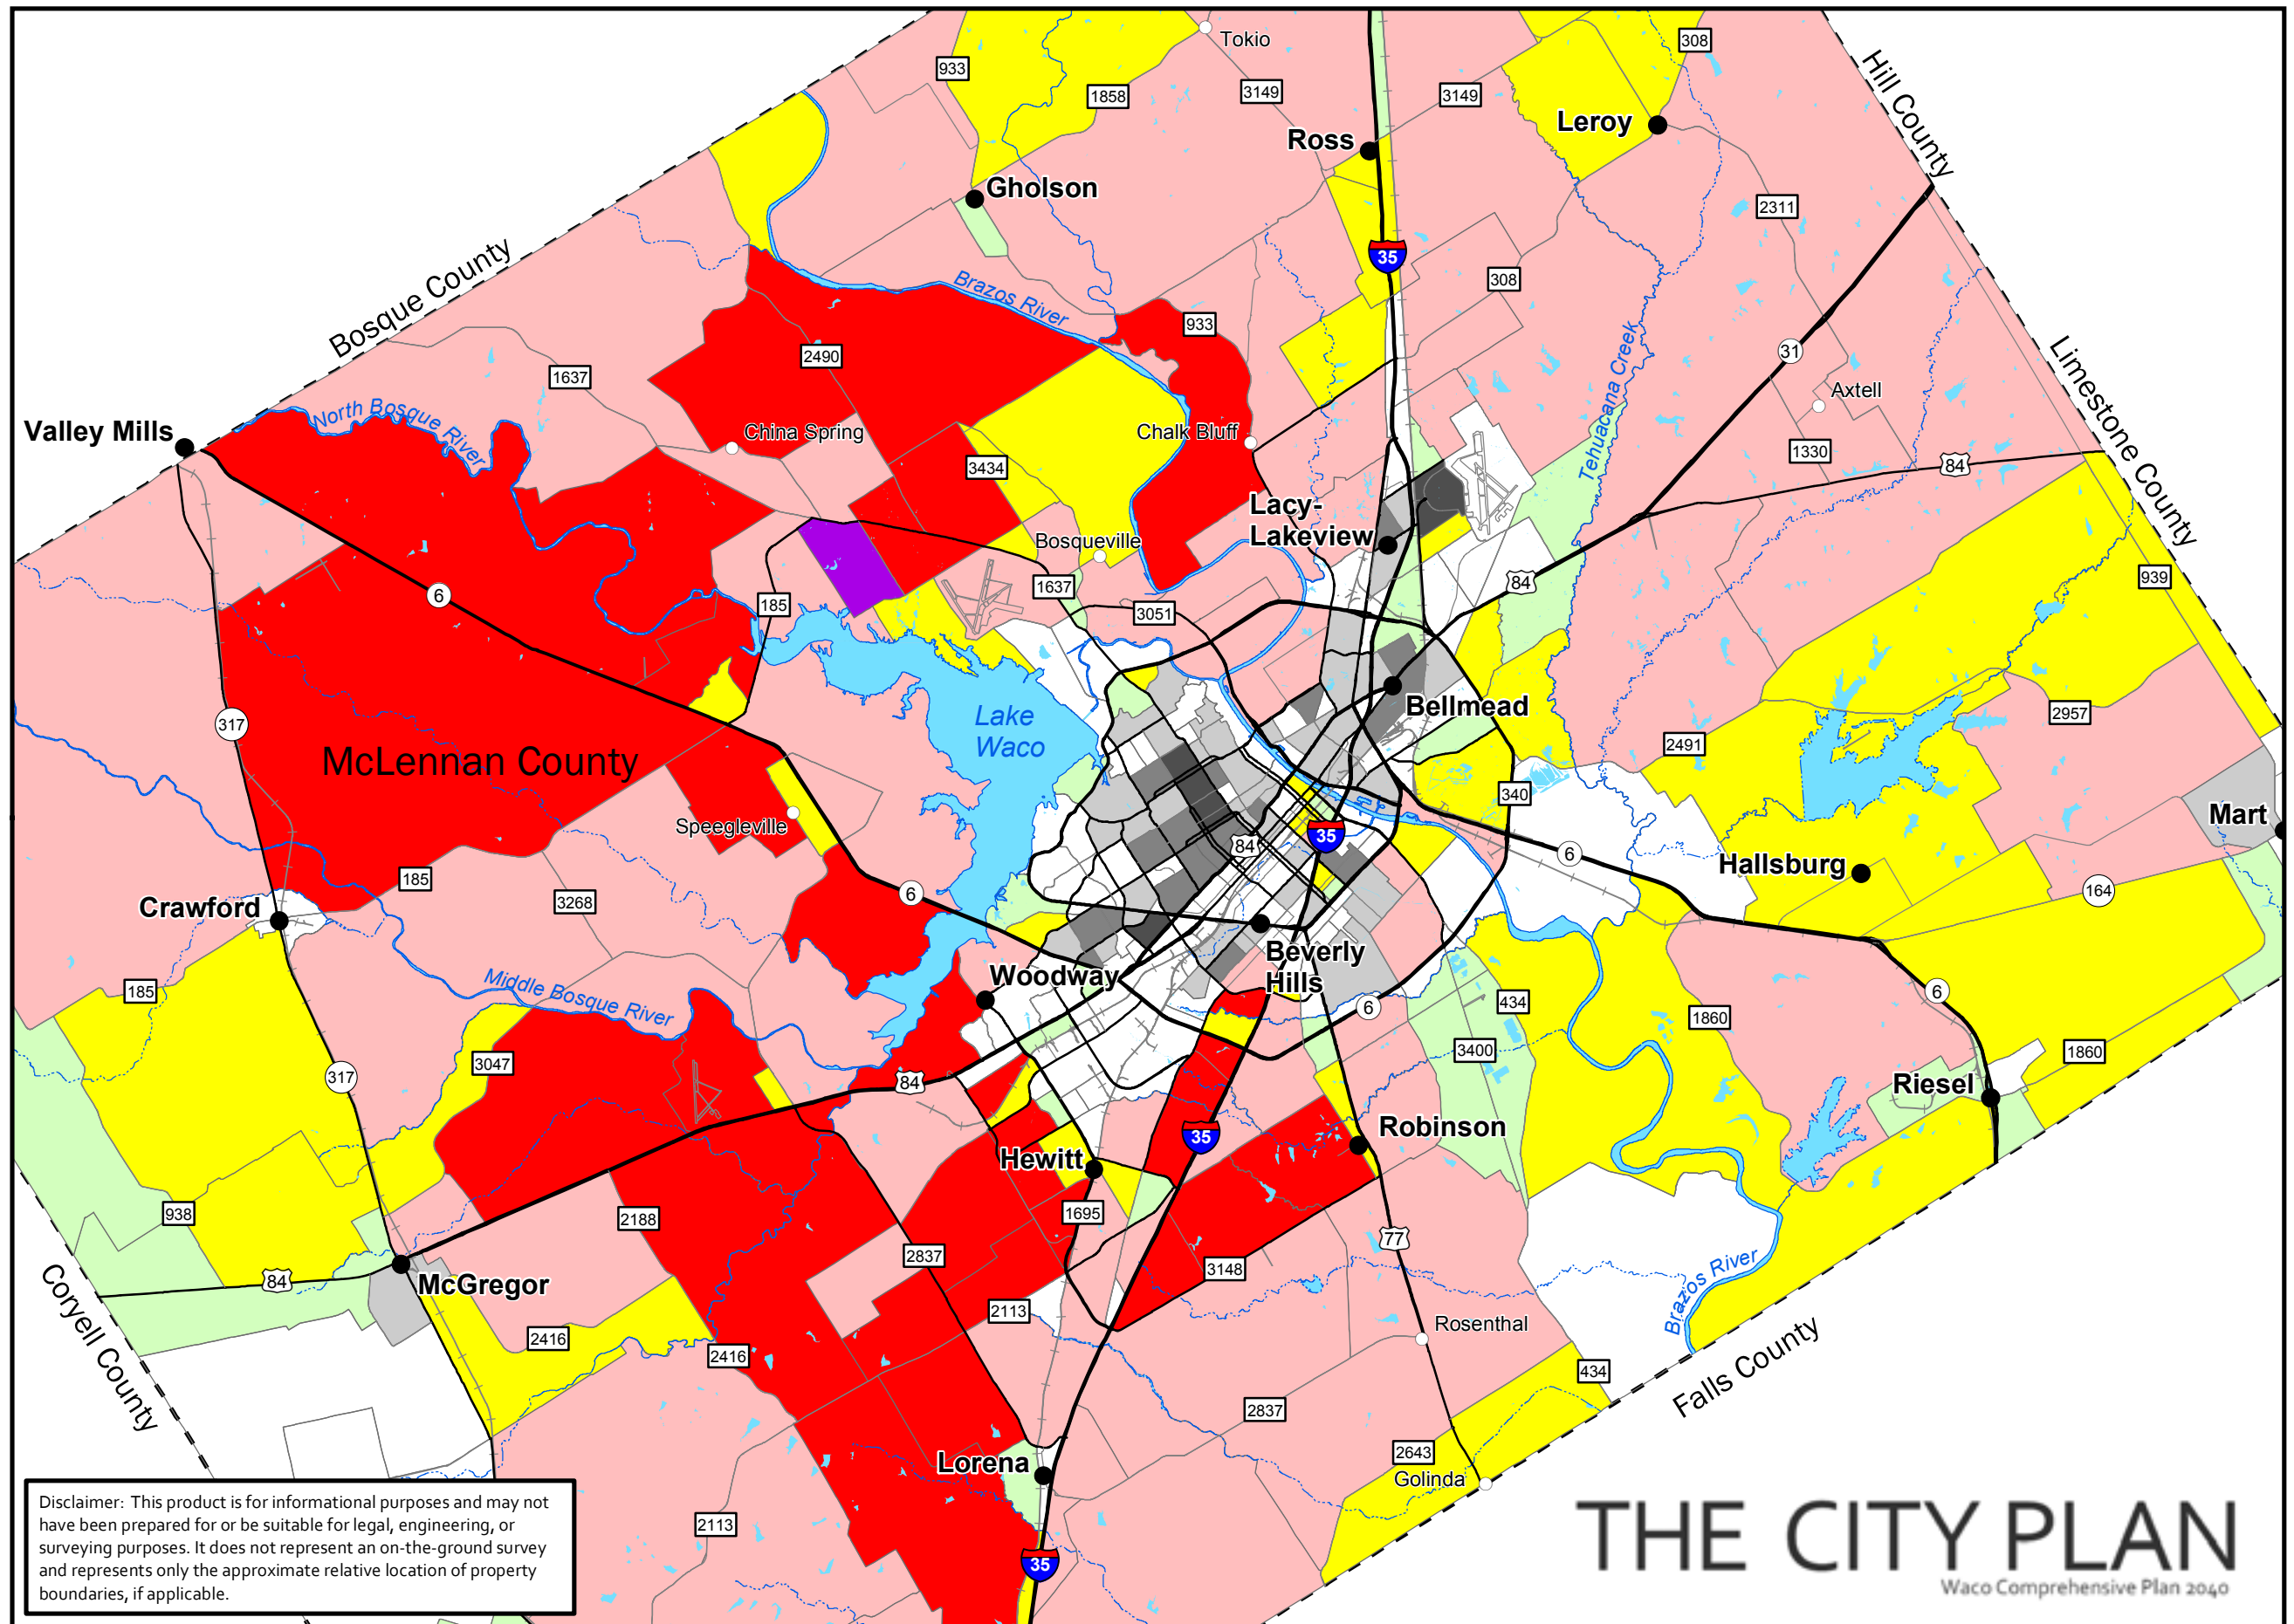 Tokio
308
933
Hill County
1858
3149
3149
Leroy
Ross
Gholson
2311
Bosque County
35
308
Brazos River
933
2490
Tehuacana Creek
31
Limestone County
1637
Axtell
North Bosque River
Valley Mills
China Spring
Chalk Bluff
1330
84
3434
Lacy-
Lakeview
Bosqueville
939
84
6
1637
185
3051
Bellmead
2957
Lake
Waco
317
2491
McLennan County
340
Mart
Speegleville
35
84
6
Hallsburg
185
164
6
3268
Crawford
Beverly
Hills
Woodway
185
6
434
6
Middle Bosque River
1860
3400
1860
3047
317
84
Riesel
Robinson
35
Hewitt
938
2188
1695
77
2837
3148
84
McGregor
Brazos River
2113
Rosenthal
2416
2416
Coryell County
434
Falls County
2837
2643
Lorena
Golinda
2113
35
Disclaimer: This product is for informational purposes and may not
have been prepared for or be suitable for legal, engineering, or
surveying purposes. It does not represent an on-the-ground survey
and represents only the approximate relative location of property
boundaries, if applicable.
THE CITY PLAN
Waco Comprehensive Plan 2040